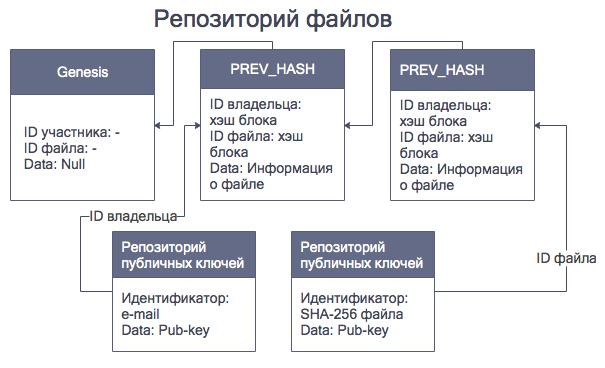 Репозиторий файлов
Genesis
ID участника: -
ID файла: -
Data: Null
PREV_HASH
ID владельца:
хэш блока
ID файла: хэш
блока
Data: Информация
о файле
PREV_HASH
ID владельца:
хэш блока
ID файла: хэш
блока
Data: Информация
о файле
ID владельца
Репозиторий
публичных ключей
Идентификатор:
e-mail
Data: Pub-key
Репозиторий
публичных ключей
Идентификатор:
SHA-256 файла
Data: Pub-key
ID файла